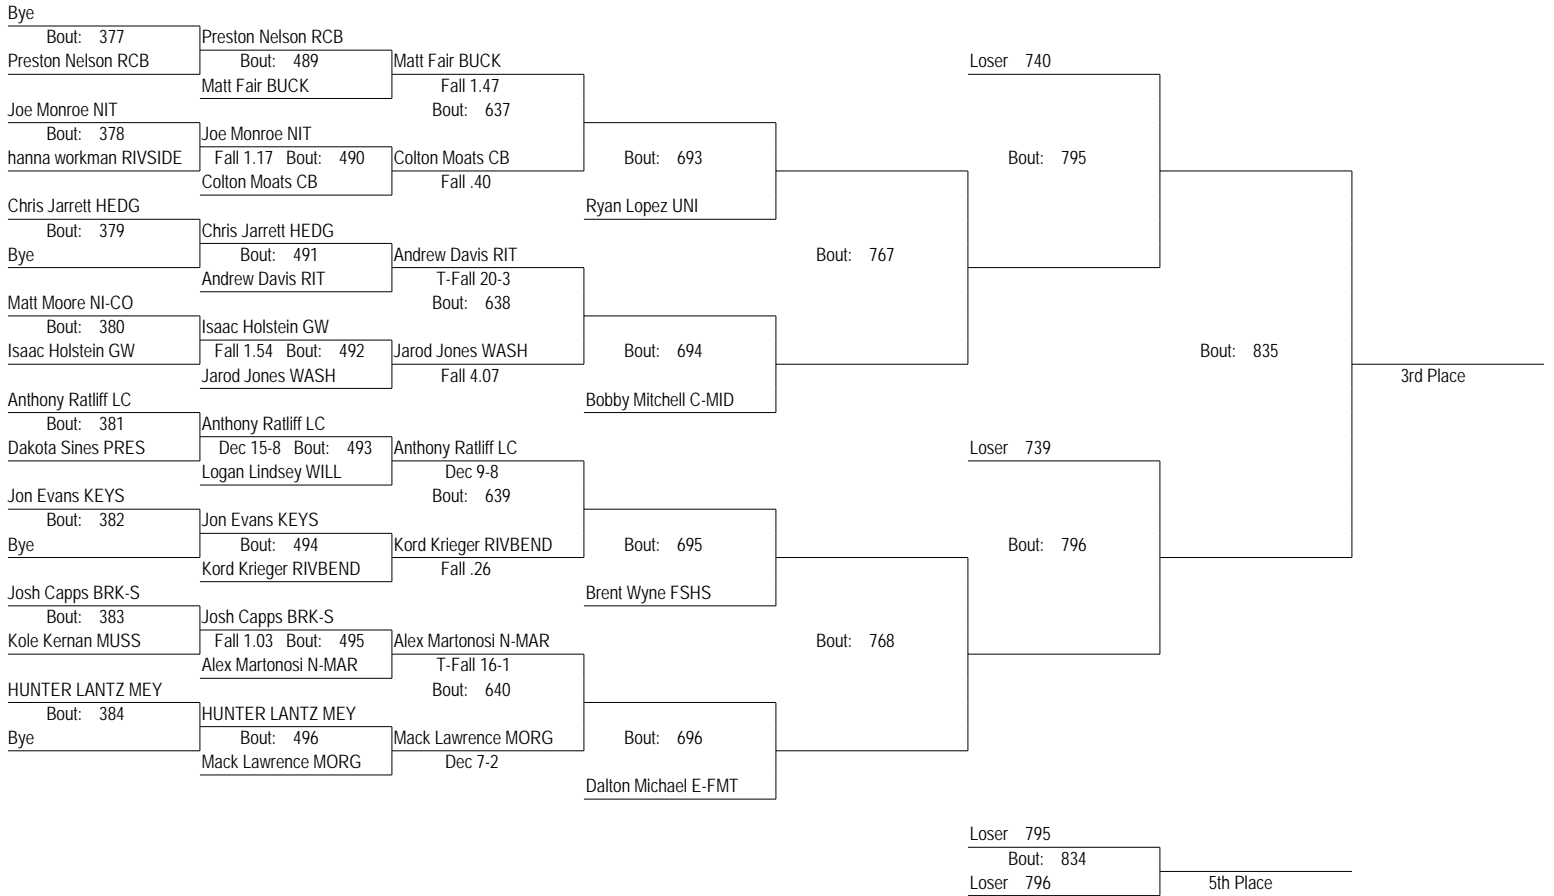 Bye
Bout: 377
Preston Nelson RCB
Preston Nelson RCB
Bout: 489
Matt Fair BUCK
Matt Fair BUCK
Fall 1.47
Bout: 637
Joe Monroe NIT
Bout: 378
hanna workman RIVSIDE
Joe Monroe NIT
Fall 1.17 Bout: 490
Colton Moats CB
Colton Moats CB
Fall .40
Bout: 693
Ryan Lopez UNI
Chris Jarrett HEDG
Bout: 379
Bye
Chris Jarrett HEDG
Bout: 491
Andrew Davis RIT
Andrew Davis RIT
T-Fall 20-3
Bout: 638
Matt Moore NI-CO
Bout: 380
Isaac Holstein GW
Isaac Holstein GW
Fall 1.54 Bout: 492
Jarod Jones WASH
Jarod Jones WASH
Fall 4.07
Bout: 694
Bobby Mitchell C-MID
Bout: 767
Loser 740
Bout: 795
Anthony Ratliff LC
Bout: 381
Dakota Sines PRES
Anthony Ratliff LC
Dec 15-8 Bout: 493
Logan Lindsey WILL
Anthony Ratliff LC
Dec 9-8
Bout: 639
Jon Evans KEYS
Bout: 382
Bye
Jon Evans KEYS
Bout: 494
Kord Krieger RIVBEND
Kord Krieger RIVBEND
Fall .26
Bout: 695
Brent Wyne FSHS
Josh Capps BRK-S
Bout: 383
Kole Kernan MUSS
Josh Capps BRK-S
Fall 1.03 Bout: 495
Alex Martonosi N-MAR
Alex Martonosi N-MAR
T-Fall 16-1
Bout: 640
HUNTER LANTZ MEY
Bout: 384
Bye
HUNTER LANTZ MEY
Bout: 496
Mack Lawrence MORG
Mack Lawrence MORG
Dec 7-2
Bout: 696
Dalton Michael E-FMT
Bout: 768
Loser 739
Bout: 796
Bout: 835
3rd Place
Loser 795
Bout: 834
Loser 796
5th Place